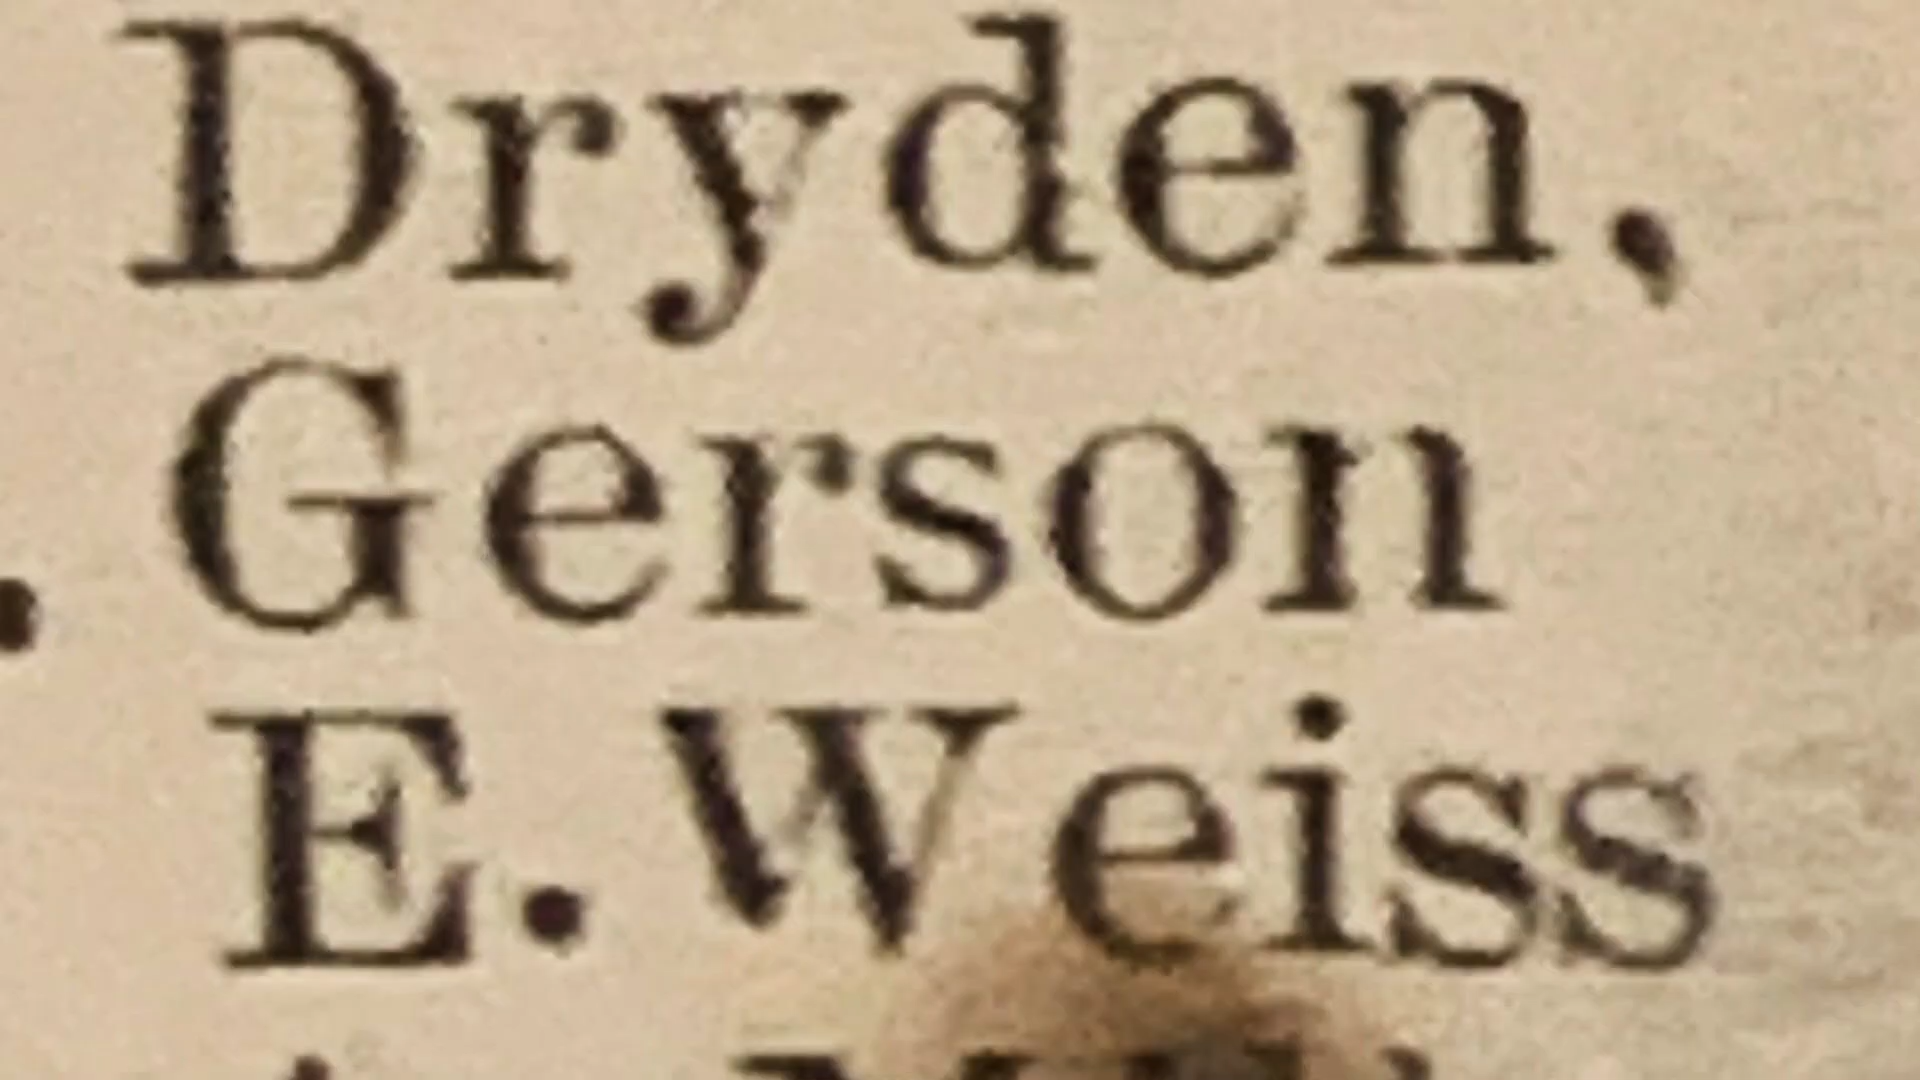 Dryden,
. Gerson
E. Weiss